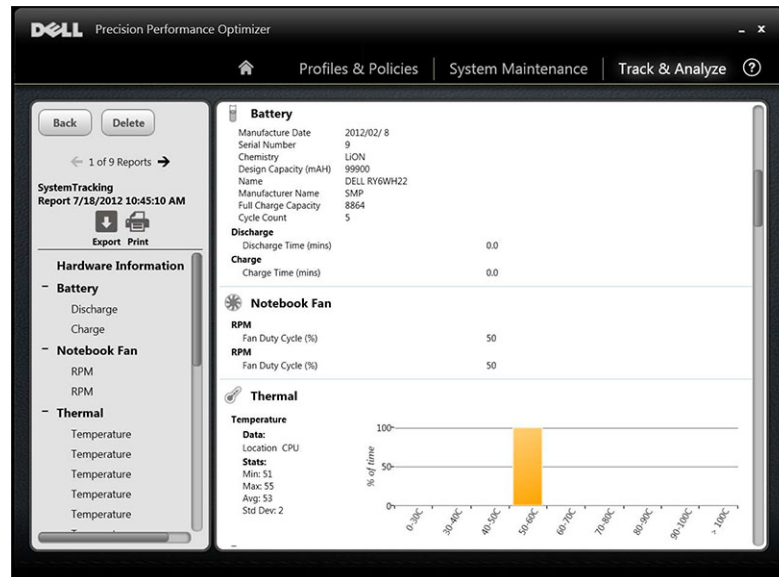 DELL Precision Performance Optimizer
Profiles & Policies
System Maintenance
Track & Analyze
?
Back
Delete
1 of 9 Reports
SystemTracking
Report 7/18/2012 10:45:10 AM
Export Print
Hardware Information
− Battery
Discharge
Charge
− Notebook Fan
RPM
RPM
− Thermal
Temperature
Temperature
Temperature
Temperature
Temperature
Battery
Manufacture Date 2012/02/ 8
Serial Number 9
Chemistry LiON
Design Capacity (mAH) 99900
Name DELL RY6WH22
Manufacturer Name SMP
Full Charge Capacity 8864
Cycle Count 5
Discharge
Discharge Time (mins) 0.0
Charge
Charge Time (mins) 0.0
Notebook Fan
RPM
Fan Duty Cycle (%) 50
RPM
Fan Duty Cycle (%) 50
Thermal
Temperature
Data:
Location CPU
Stats:
Min: 51
Max: 55
Avg: 53
Std Dev: 2
% of time
100
50
0
0-30C 30-40C 40-50C 50-60C 60-70C 70-80C 80-90C 90-100C > 100C